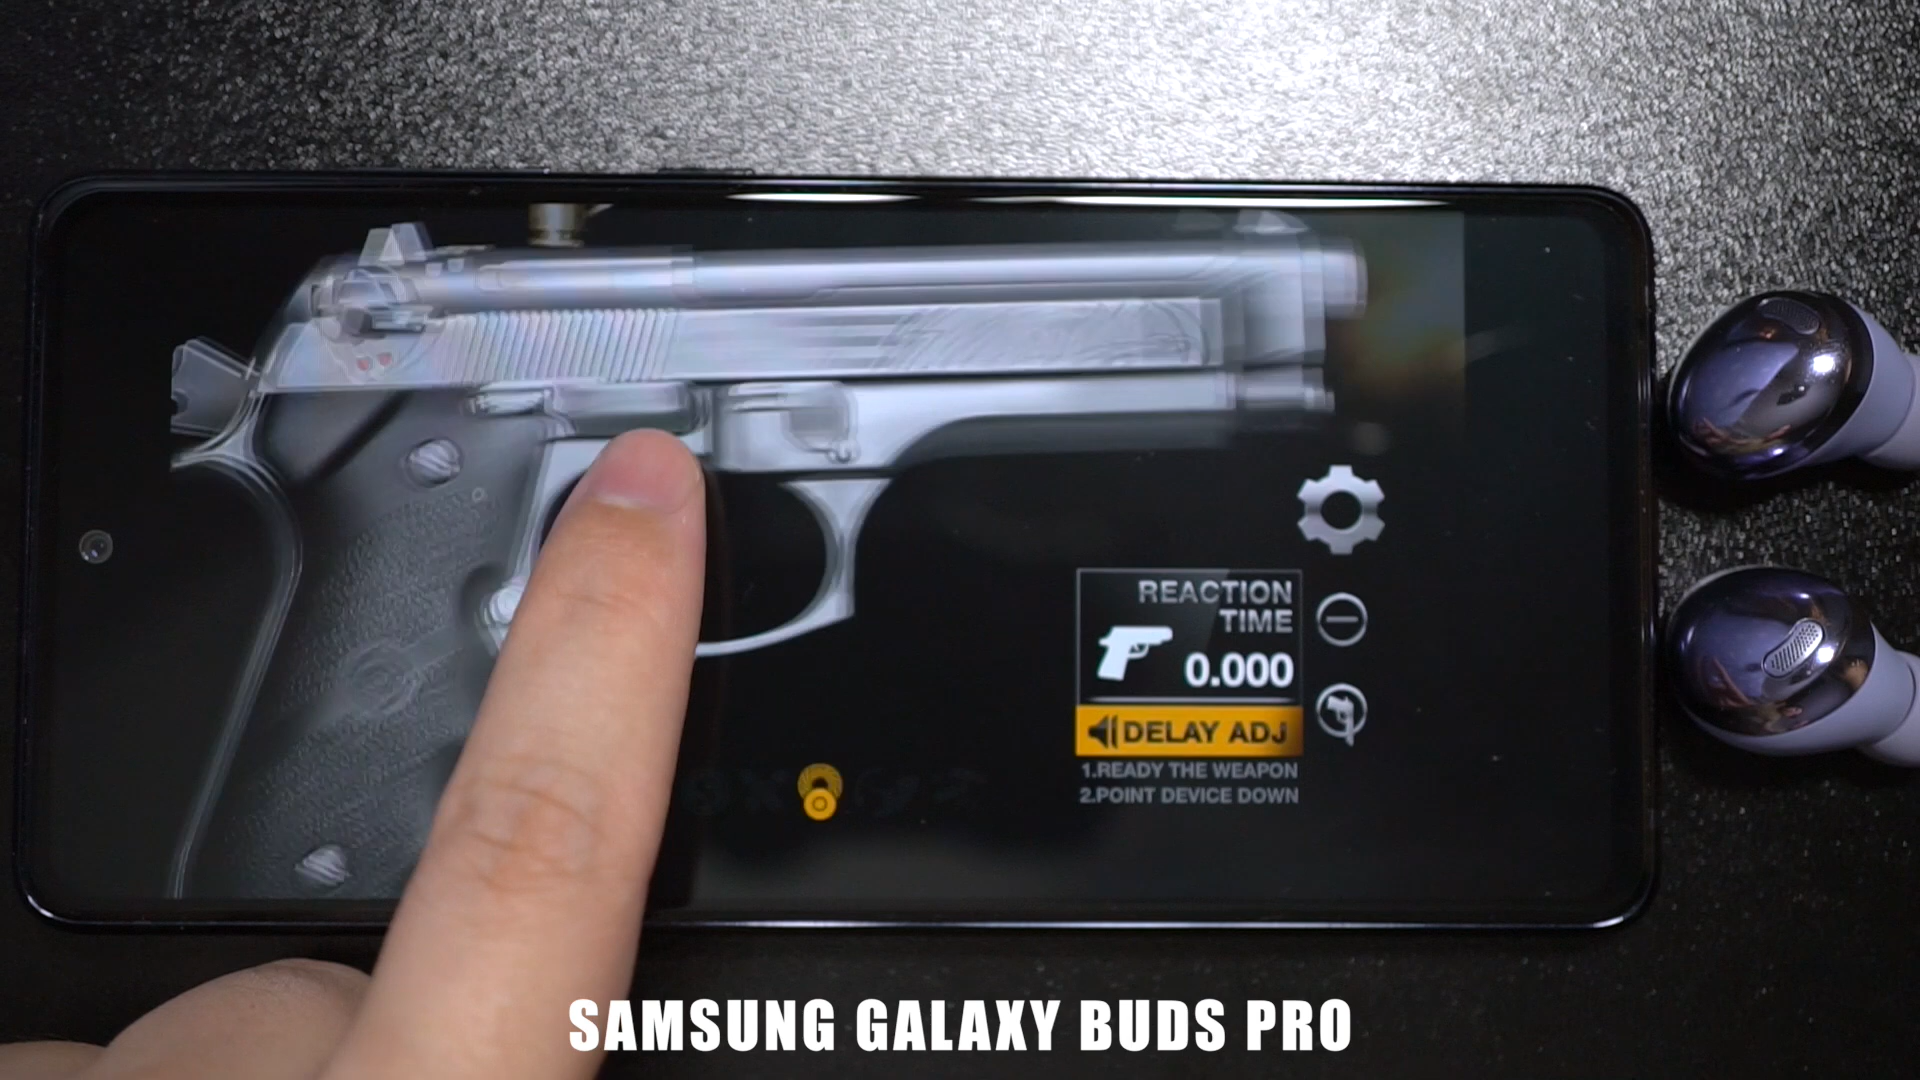 REACTION
TIME
0.000
DELAY ADJ
1.READY THE WEAPON
2.POINT DEVICE DOWN
SAMSUNG GALAXY BUDS PRO